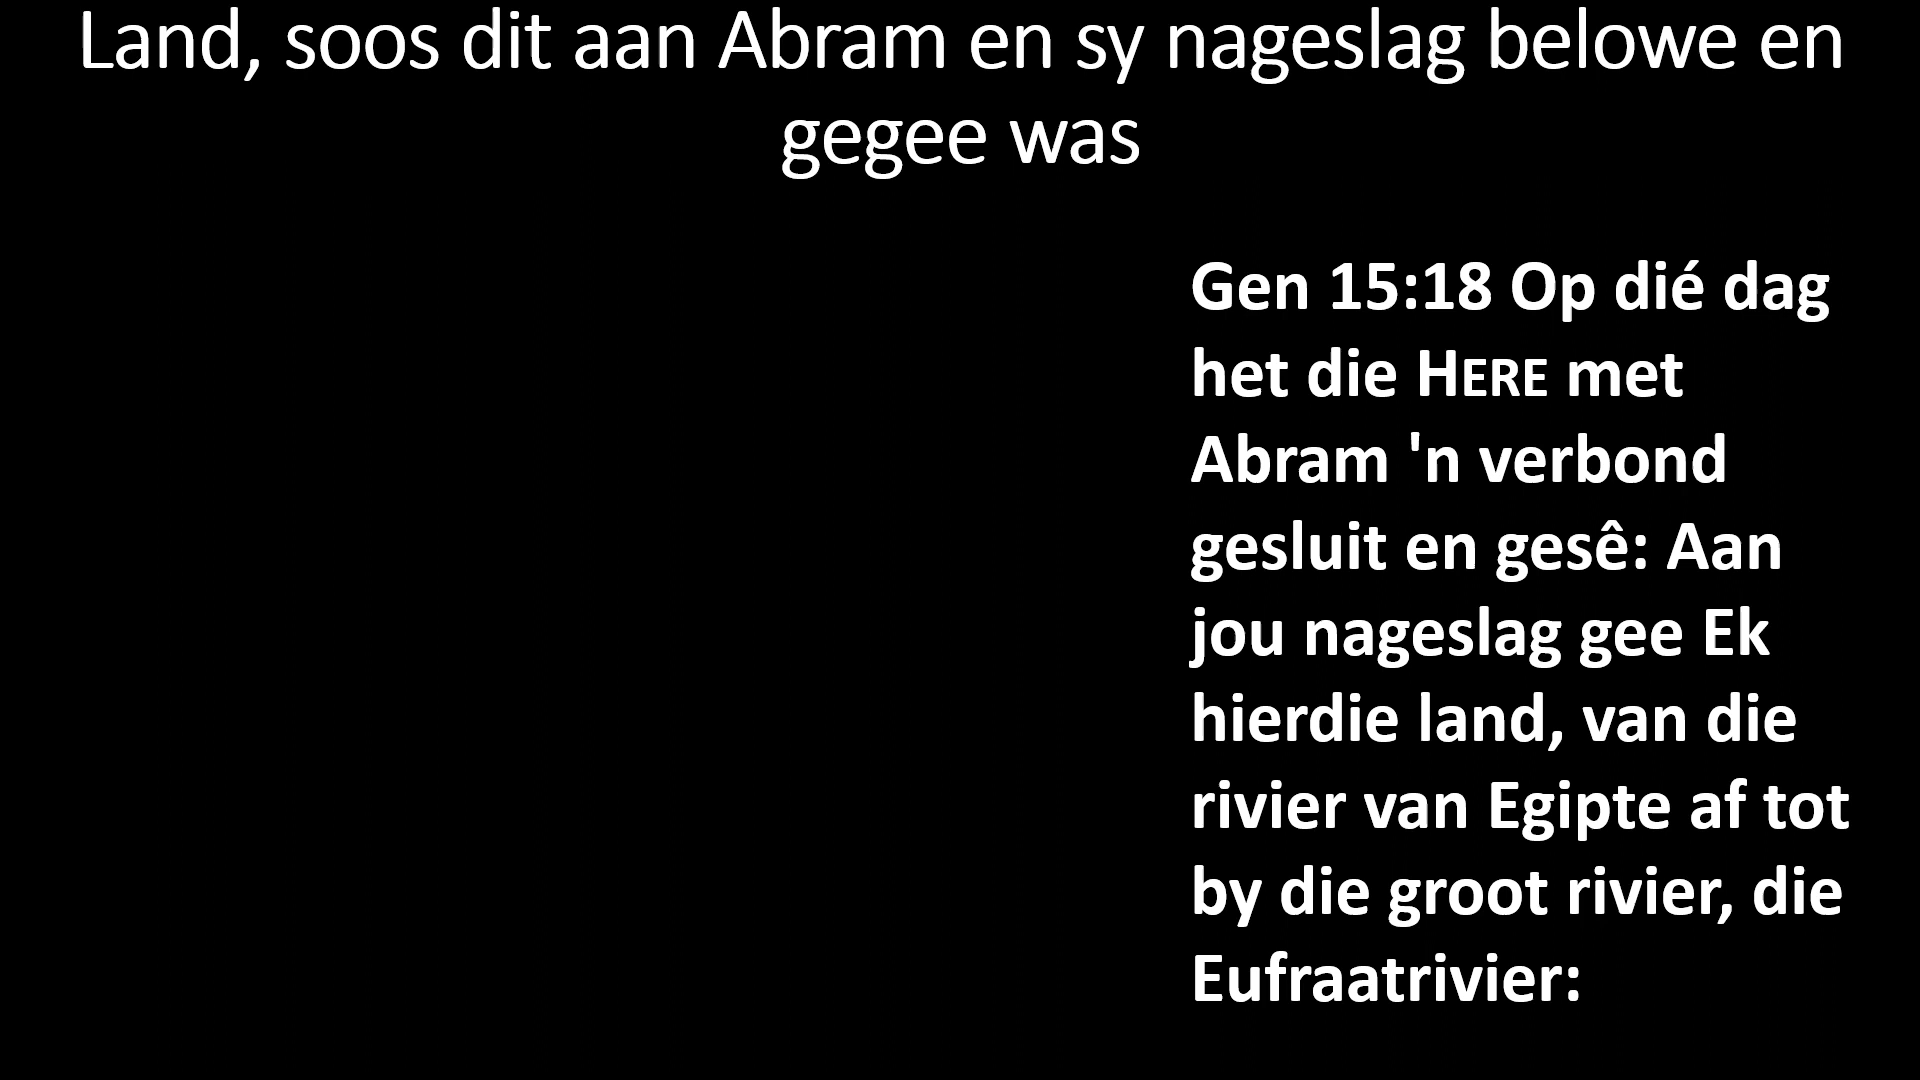 Land, soos dit aan Abram en sy nageslag belowe en
gegee was
Gen 15:18 Op dié dag
het die HERE met
Abram 'n verbond
gesluit en gesê: Aan
jou nageslag gee Ek
hierdie land, van die
rivier van Egipte af tot
by die groot rivier, die
Eufraatrivier: